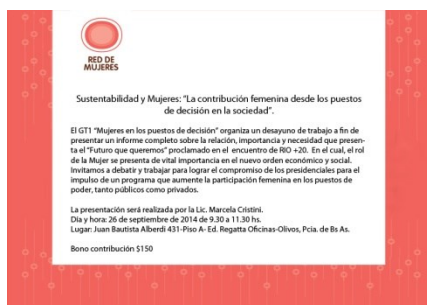 RED DE
MUJERES
Sustentabilidad y Mujeres: "La contribución femenina desde los puestos
de decisión en la sociedad".
El GT1 "Mujeres en los puestos de decisión" organiza un desayuno de trabajo a fin de
presentar un informe completo sobre la relación, importancia y necesidad que presen-
ta el "Futuro que queremos" proclamado en el encuentro de RIO +20. En el cual, el rol
de la Mujer se presenta de vital importancia en el nuevo orden económico y social.
Invitamos a debatir y trabajar para lograr el compromiso de los presidenciales para el
impulso de un programa que aumente la participación femenina en los puestos de
poder, tanto públicos como privados.
La presentación será realizada por la Lic. Marcela Cristini.
Día y hora: 26 de septiembre de 2014 de 9.30 a 11.30 hs.
Lugar: Juan Bautista Alberdi 431-Piso A- Ed. Regatta Oficinas-Olivos, Pcia. de Bs As.
Bono contribución $150